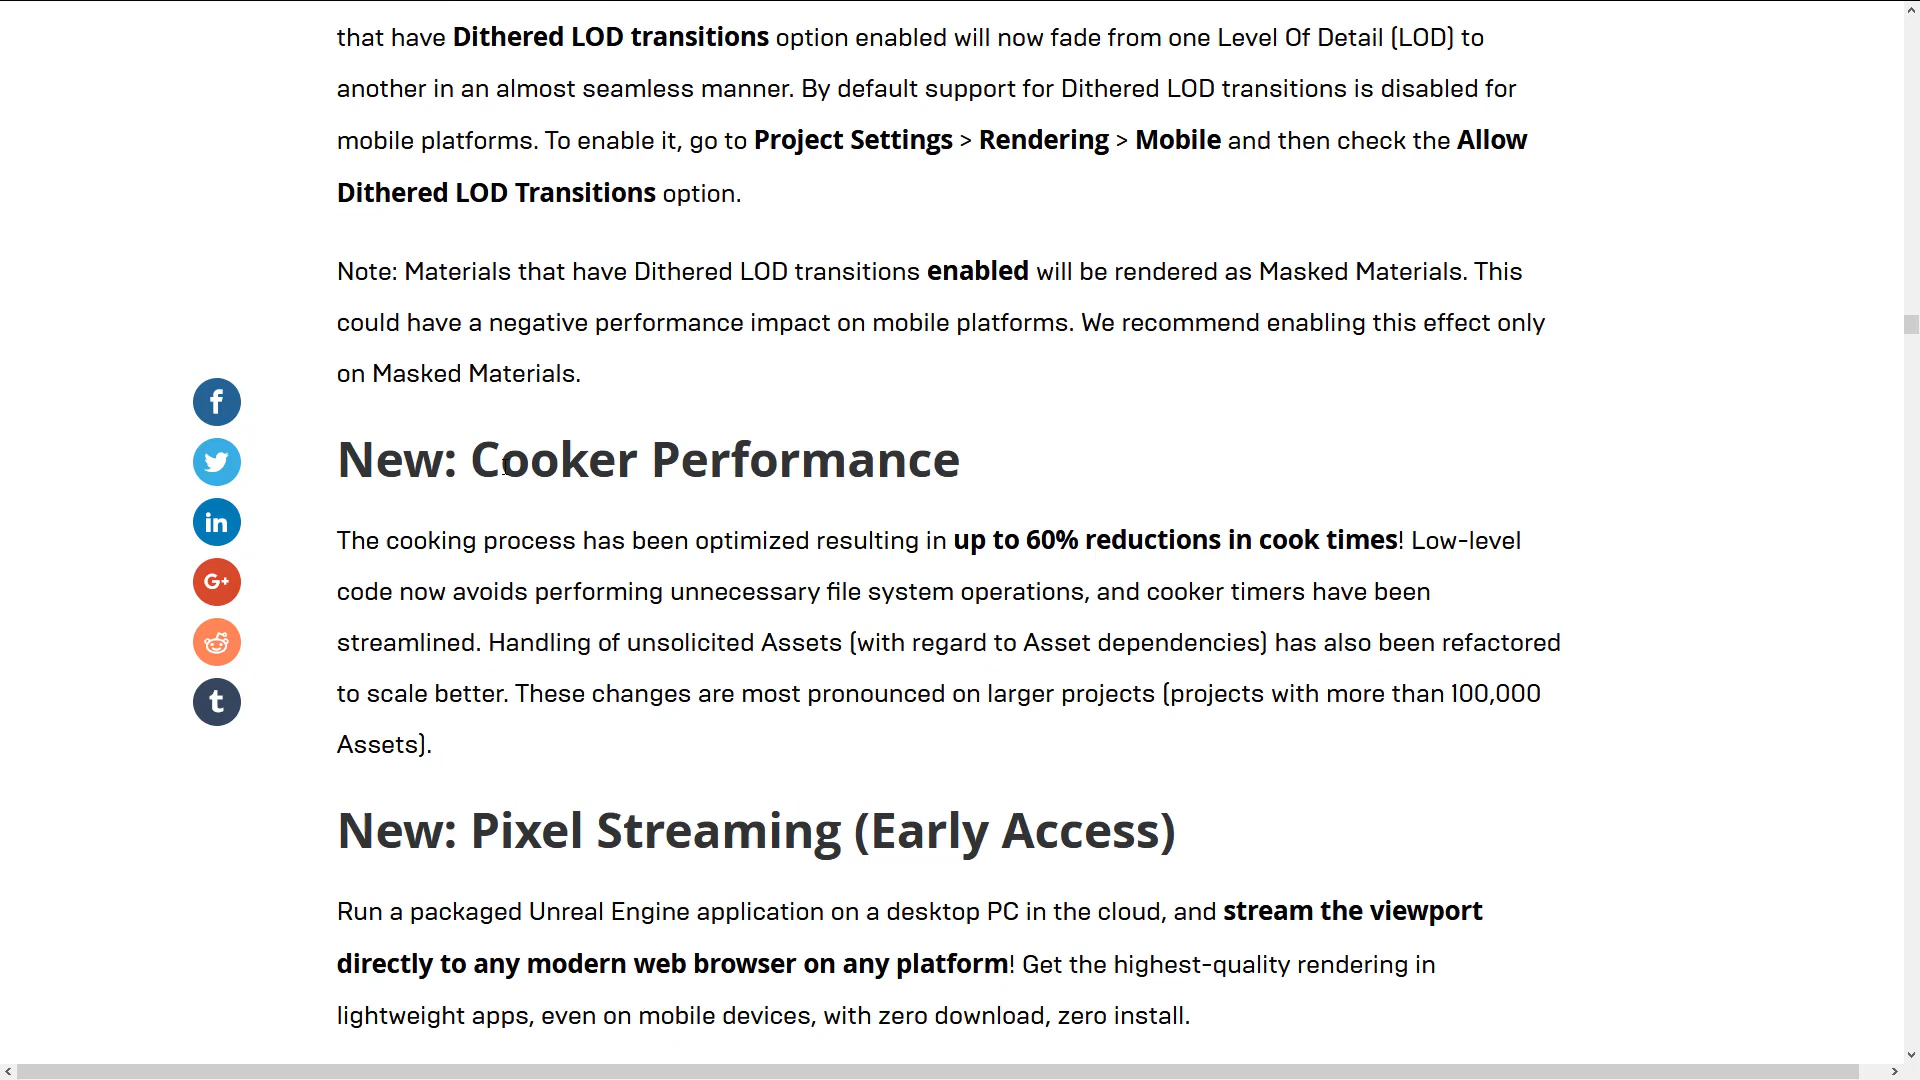 that have Dithered LOD transitions option enabled will now fade from one Level Of Detail (LOD) to
another in an almost seamless manner. By default support for Dithered LOD transitions is disabled for
mobile platforms. To enable it, go to Project Settings > Rendering > Mobile and then check the Allow
Dithered LOD Transitions option.
Note: Materials that have Dithered LOD transitions enabled will be rendered as Masked Materials. This
could have a negative performance impact on mobile platforms. We recommend enabling this effect only
on Masked Materials.
f
in
G+
t
New: Cooker Performance
The cooking process has been optimized resulting in up to 60% reductions in cook times! Low-level
code now avoids performing unnecessary file system operations, and cooker timers have been
streamlined. Handling of unsolicited Assets (with regard to Asset dependencies) has also been refactored
to scale better. These changes are most pronounced on larger projects (projects with more than 100,000
Assets).
New: Pixel Streaming (Early Access)
Run a packaged Unreal Engine application on a desktop PC in the cloud, and stream the viewport
directly to any modern web browser on any platform! Get the highest-quality rendering in
lightweight apps, even on mobile devices, with zero download, zero install.